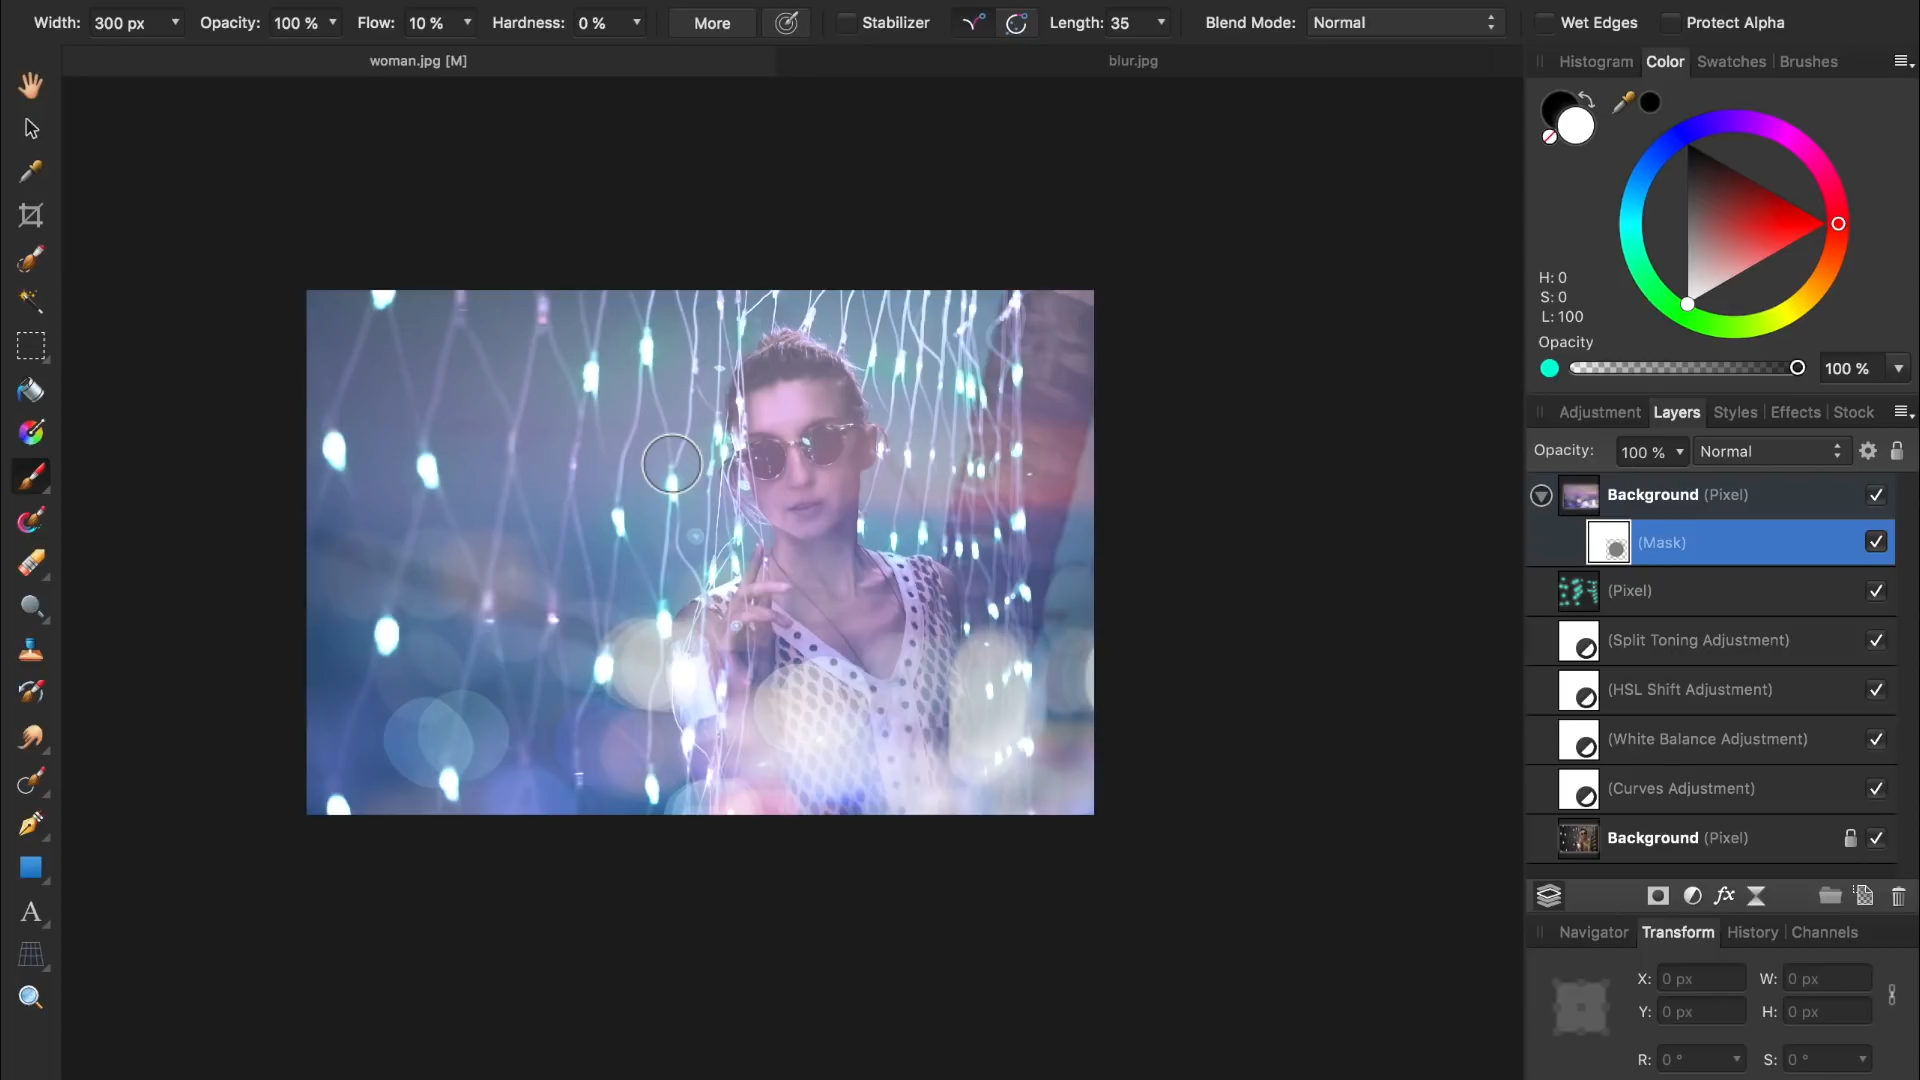 Width: 300 px Opacity: 100 % Flow: 10 % Hardness: 0 % More Stabilizer Length: 35 Blend Mode: Normal Wet Edges Protect Alpha
woman.jpg [M] blur.jpg
Histogram Color Swatches Brushes
H: 0
S: 0
L: 100
Opacity
100 %
Adjustment Layers Styles Effects Stock
Opacity: 100 % Normal
Background (Pixel)
(Mask)
(Pixel)
(Split Toning Adjustment)
(HSL Shift Adjustment)
(White Balance Adjustment)
(Curves Adjustment)
Background (Pixel)
fx
A
Navigator Transform History Channels
X: 0 px W: 0 px
Y: 0 px H: 0 px
R: 0 ° S: 0 °